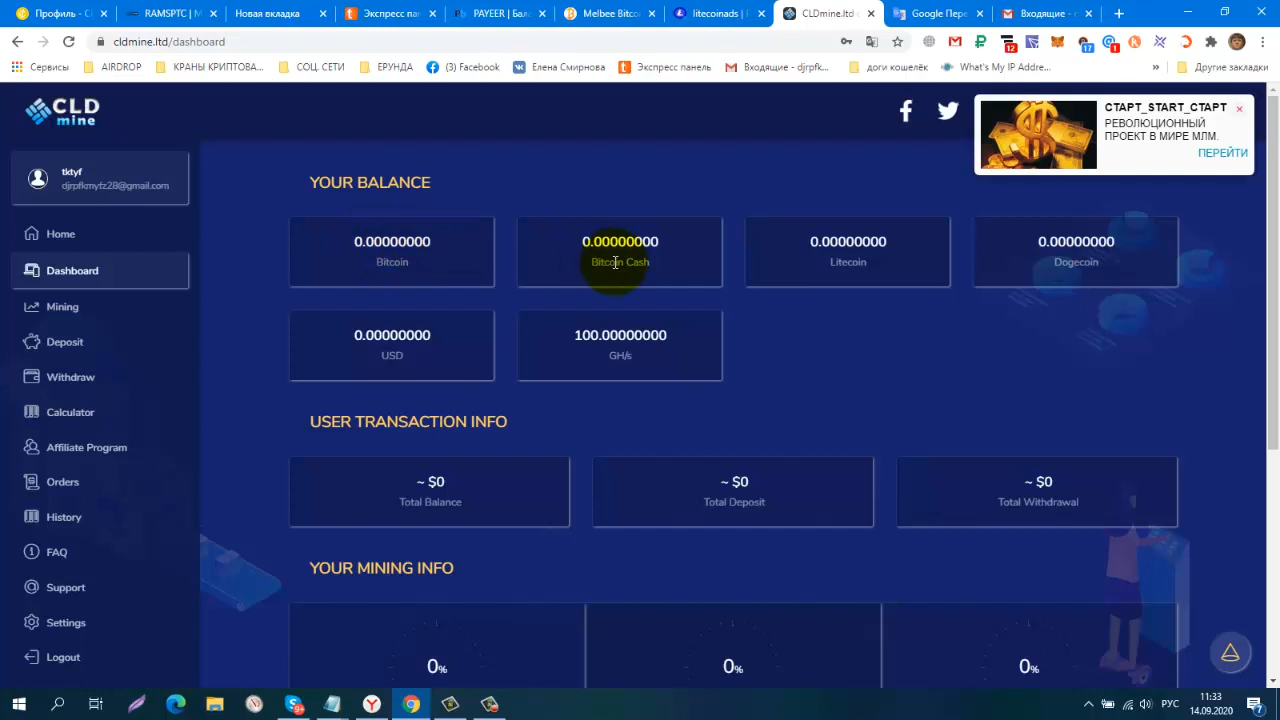 Профиль - Крип
RAMSPTC | М
Новая вкладка
Экспресс пан
PAYEER | Бал
Melbee Bitco
litecoinads | R
CLDmine.ltd c
Google Пере
Входящие -
cldmine.ltd/dashboard
12
17
1
Сервисы
AIRDROP
КРАНЫ КРИПТОВА...
СОЦ. СЕТИ
ЕРУНДА
(3) Facebook
Елена Смирнова
Экспресс панель
Входящие - djrpfk...
доги кошелёк
What's My IP Addre...
»
Другие закладки
CLD
mine
СТАРТ_START_СТАРТ
РЕВОЛЮЦИОННЫЙ
ПРОЕКТ В МИРЕ МЛМ.
ПЕРЕЙТИ
tktyf
djrpfkmyfz28@gmail.com
Home
Dashboard
Mining
Deposit
Withdraw
Calculator
Affiliate Program
Orders
History
FAQ
Support
Settings
Logout
YOUR BALANCE
0.00000000
Bitcoin
0.00000000
Bitcoin Cash
0.00000000
Litecoin
0.00000000
Dogecoin
0.00000000
USD
100.00000000
GH/s
USER TRANSACTION INFO
~ $0
Total Balance
~ $0
Total Deposit
~ $0
Total Withdrawal
YOUR MINING INFO
0%
0%
0%
РУС
11:33
14.09.2020